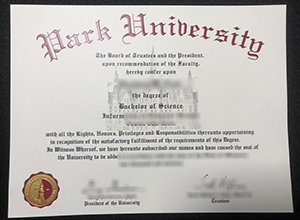 Park University
The Board of Trustees and the President,
upon recommendation of the Faculty,
hereby confer upon
the degree of
Bachelor of Science
Inform
with all the Rights, Honors, Privileges and Responsibilities thereunto appertaining
in recognition of the satisfactory fulfillment of the requirements of this Degree.
In Witness Whereof, we have hereunto subscribed our names and have caused the seal of
the University to be
President of the University
Trustees